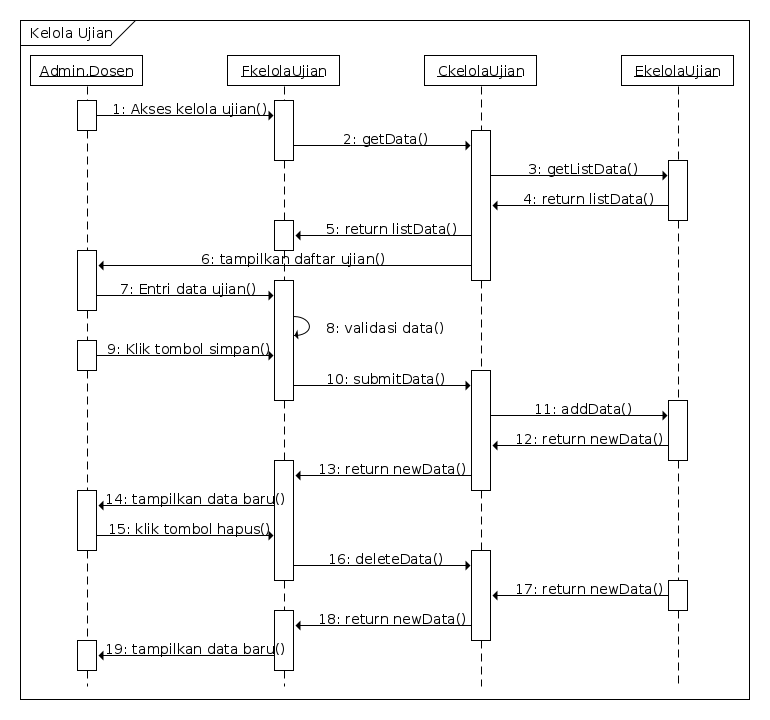 Kelola Ujian
Admin.Dosen
FkelolaUjian
CkelolaUjian
EkelolaUjian
1: Akses kelola ujian()
2: getData()
3: getListData()
4: return listData()
5: return listData()
6: tampilkan daftar ujian()
7: Entri data ujian()
8: validasi data()
9: Klik tombol simpan()
10: submitData()
11: addData()
12: return newData()
13: return newData()
14: tampilkan data baru()
15: klik tombol hapus()
16: deleteData()
17: return newData()
18: return newData()
19: tampilkan data baru()